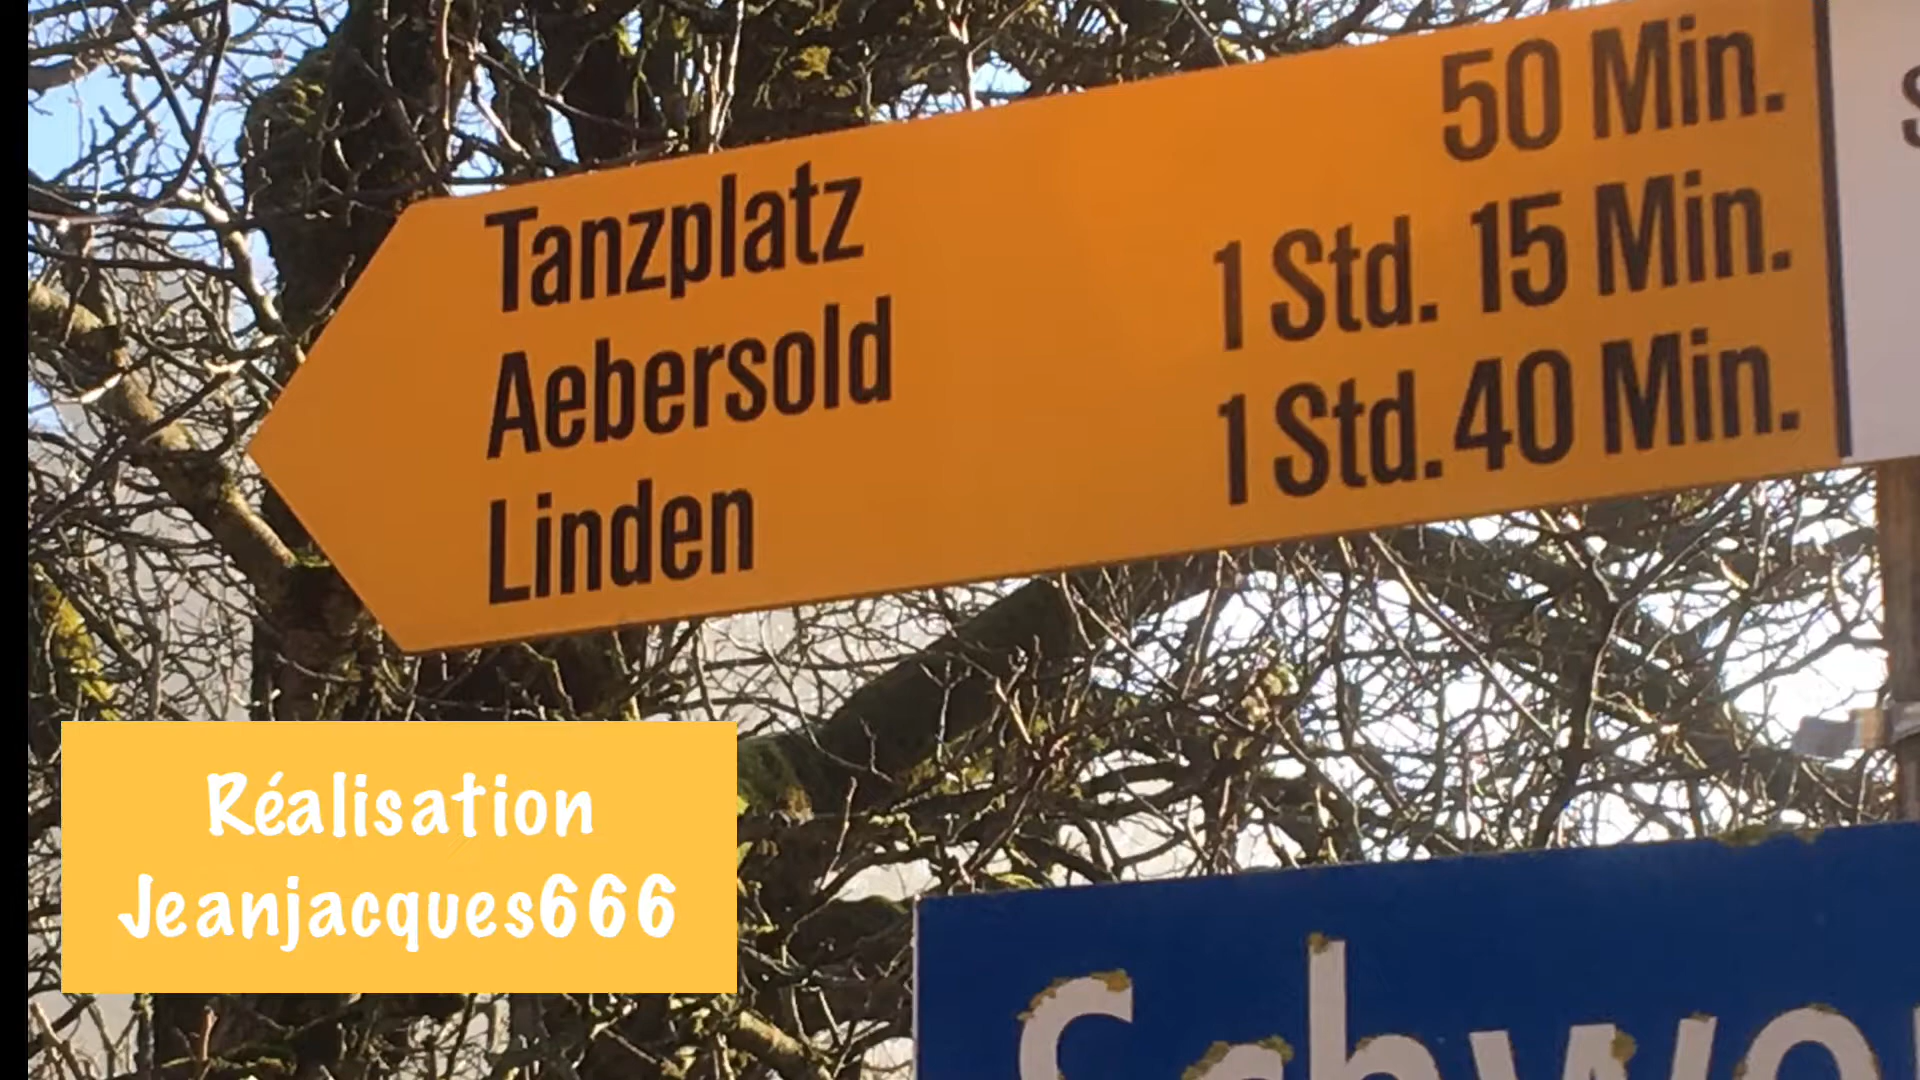 Tanzplatz 50 Min.
Aebersold 1 Std. 15 Min.
Linden 1 Std. 40 Min.
Réalisation
Jeanjacques666